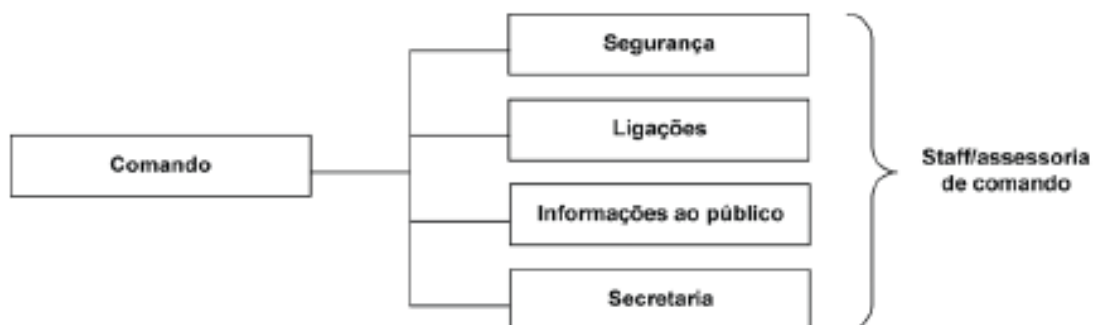 Segurança
Ligações
Comando
Staff/assessoria
de comando
Informações ao público
Secretaria